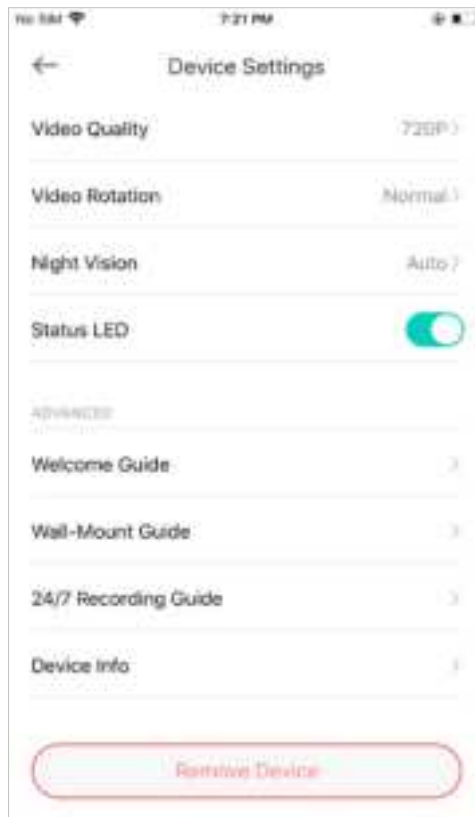 No SIM 7:21 PM
Device Settings
Video Quality 720P
Video Rotation Normal
Night Vision Auto
Status LED
ADVANCED
Welcome Guide
Wall-Mount Guide
24/7 Recording Guide
Device Info
Remove Device